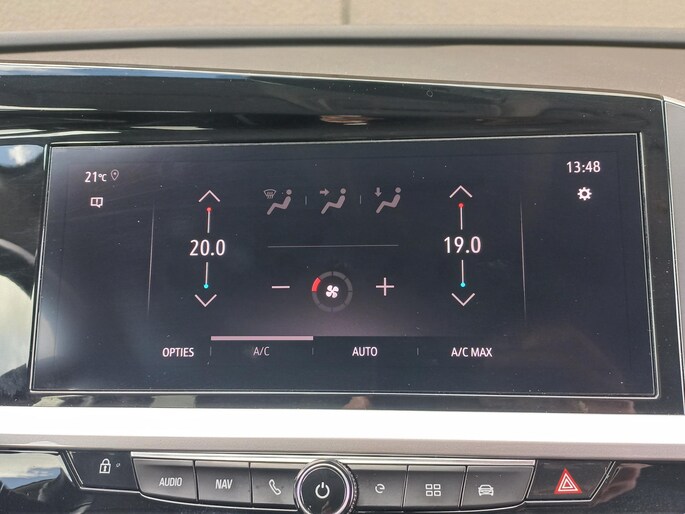 21°C 13:48
20.0 19.0
OPTIES A/C AUTO A/C MAX
AUDIO NAV